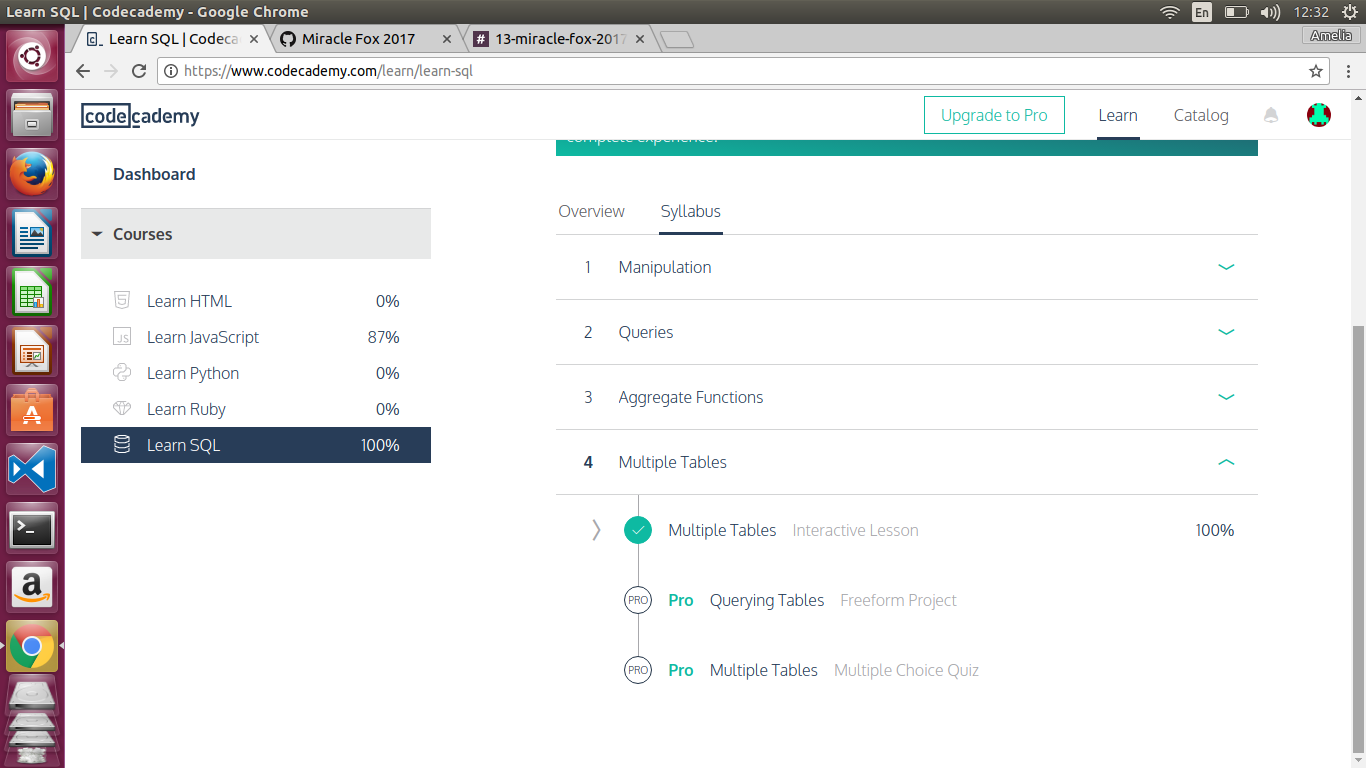 Learn SQL | Codecademy - Google Chrome
En
12:32
Learn SQL | Codeca
Miracle Fox 2017
13-miracle-fox-2017
Amelia
https://www.codecademy.com/learn/learn-sql
codecademy
Upgrade to Pro
Learn
Catalog
complete experience.
Dashboard
Courses
Learn HTML 0%
JS Learn JavaScript 87%
Learn Python 0%
Learn Ruby 0%
Learn SQL 100%
Overview Syllabus
1 Manipulation
2 Queries
3 Aggregate Functions
4 Multiple Tables
Multiple Tables Interactive Lesson 100%
PRO Pro Querying Tables Freeform Project
PRO Pro Multiple Tables Multiple Choice Quiz